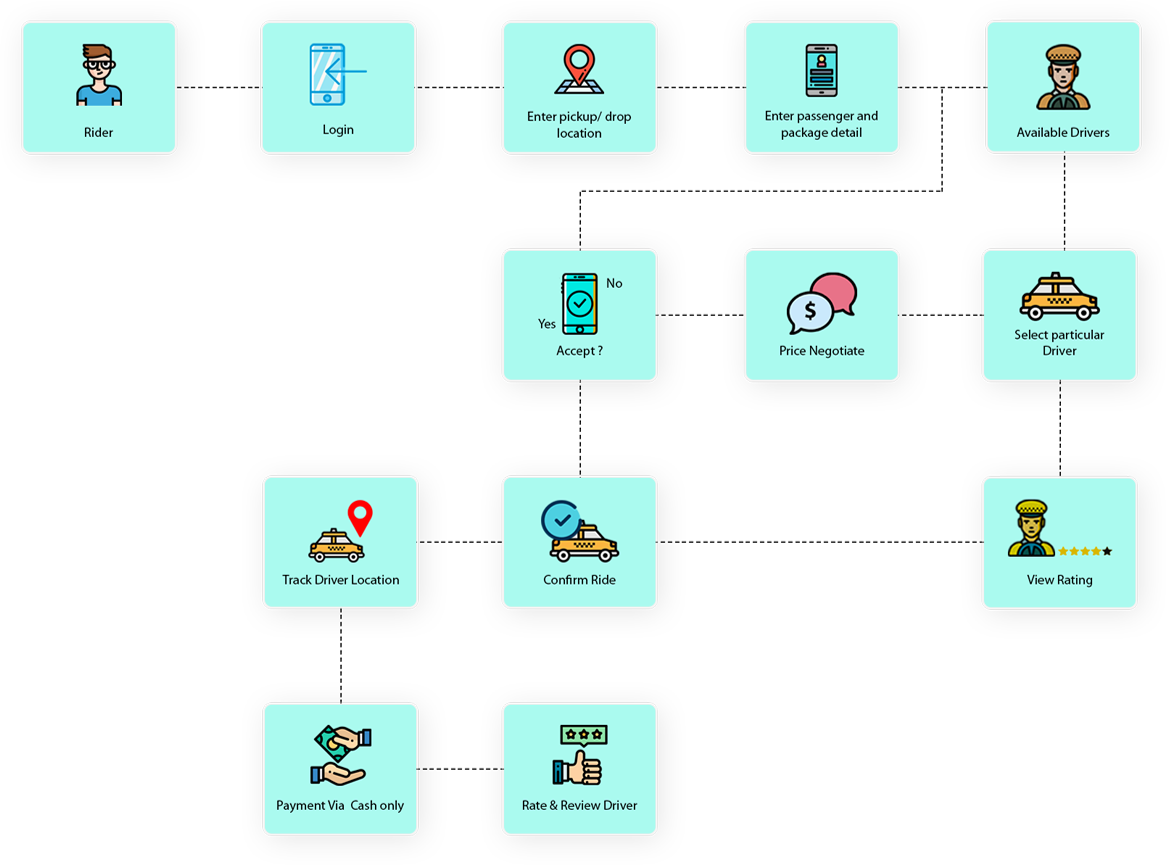 Rider
Login
Enter pickup/ drop
location
Enter passenger and
package detail
Available Drivers
No
Yes
Accept ?
$
Price Negotiate
Select particular
Driver
Track Driver Location
Confirm Ride
View Rating
Payment Via Cash only
Rate & Review Driver